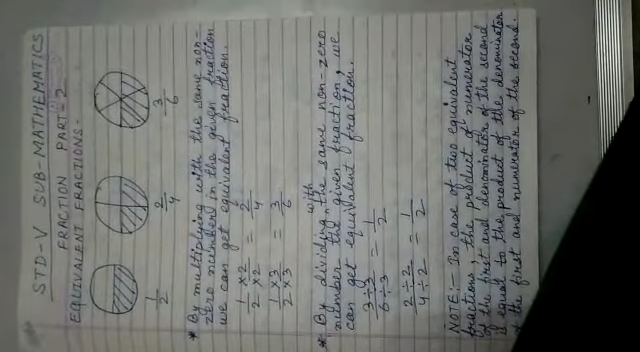 STD-V SUB-MATHEMATICS
FRACTION PART-2
EQUIVALENT FRACTIONS-
1/2 2/4 3/6
* By multiplying with the same non-
zero number in the given fraction
we can get equivalent fraction.
1×2/2×2 = 2/4
1×3/2×3 = 3/6
* By dividing with the same non-zero
number the given fraction, we
can get equivalent fraction.
3÷3/6÷3 = 1/2
2÷2/4÷2 = 1/2
NOTE:- In case of two equivalent
fractions, the product of numerator
of the first and denominator of the second
is equal to the product of the denominator
of the first and numerator of the second.